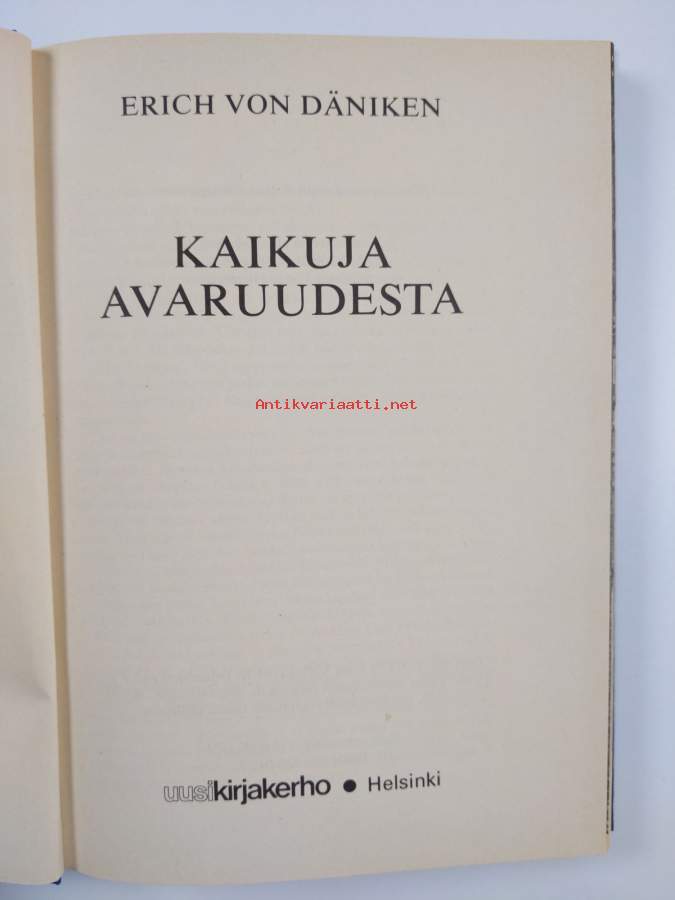 ERICH VON DÄNIKEN
KAIKUJA
AVARUUDESTA
Antikvariaatti.net
uusikirjakerho ● Helsinki